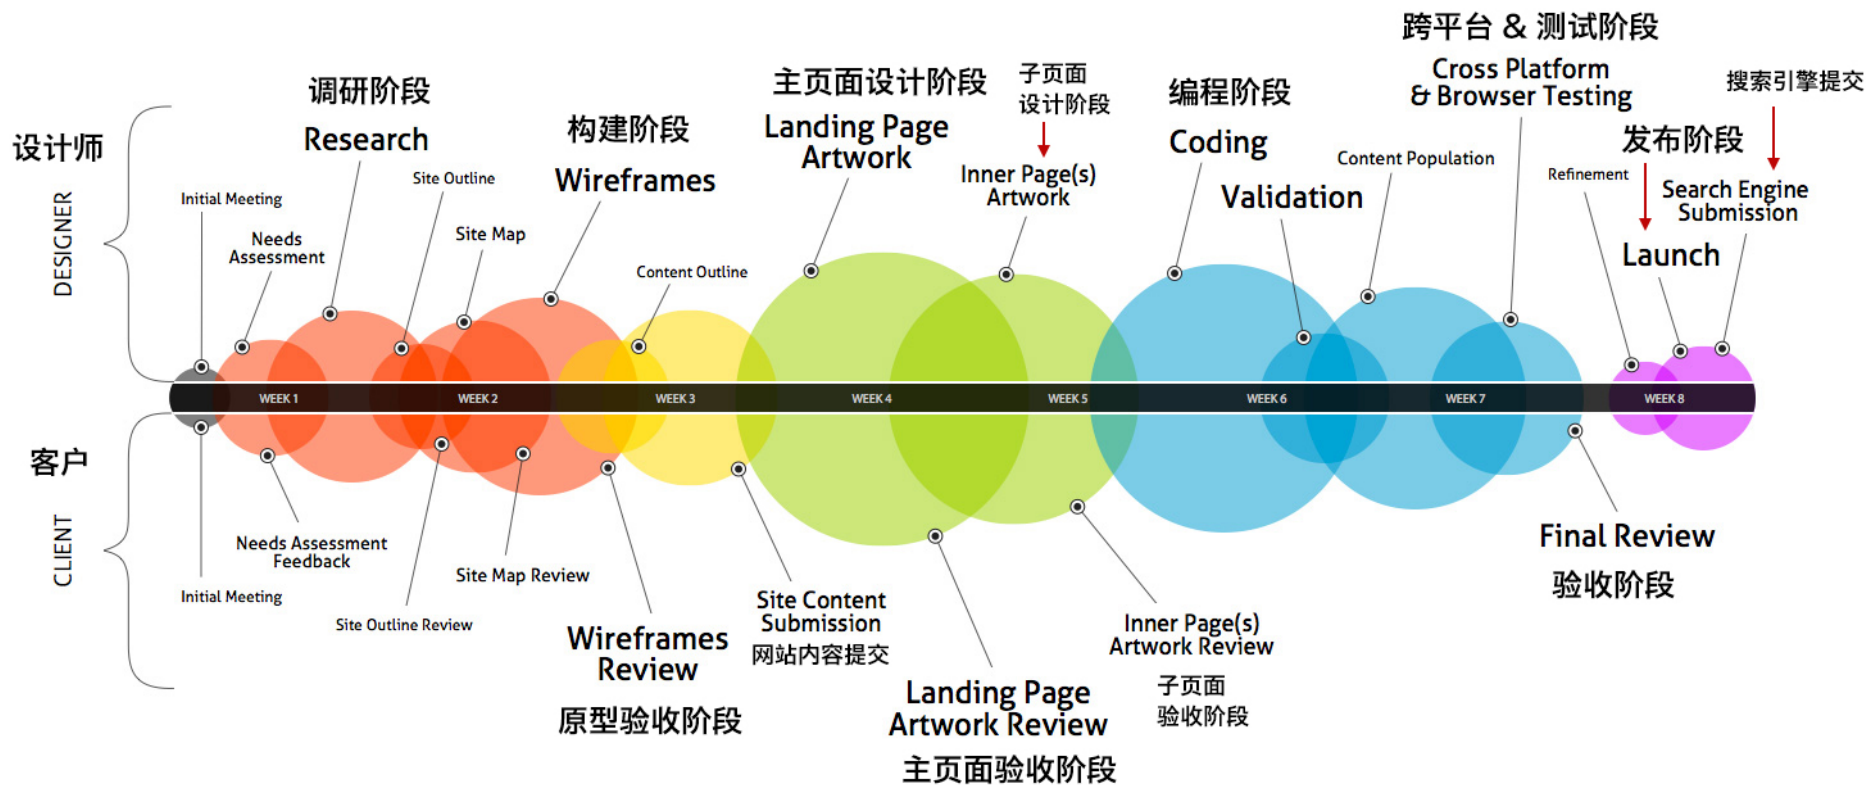 设计师
DESIGNER
Initial Meeting
Needs
Assessment
调研阶段
Research
Site Outline
Site Map
构建阶段
Wireframes
Content Outline
主页面设计阶段
Landing Page
Artwork
子页面
设计阶段
Inner Page(s)
Artwork
编程阶段
Coding
Validation
Content Population
跨平台 & 测试阶段
Cross Platform
& Browser Testing
Refinement
发布阶段
Launch
搜索引擎提交
Search Engine
Submission
WEEK 1
WEEK 2
WEEK 3
WEEK 4
WEEK 5
WEEK 6
WEEK 7
WEEK 8
客户
CLIENT
Initial Meeting
Needs Assessment
Feedback
Site Outline Review
Site Map Review
Wireframes
Review
原型验收阶段
Site Content
Submission
网站内容提交
Landing Page
Artwork Review
主页面验收阶段
Inner Page(s)
Artwork Review
子页面
验收阶段
Final Review
验收阶段